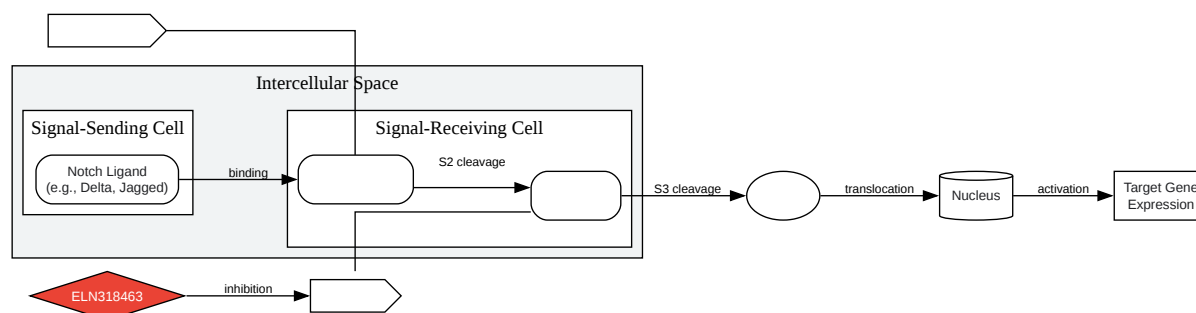 Intercellular Space
Signal-Sending Cell
Signal-Receiving Cell
Notch Ligand
(e.g., Delta, Jagged)
binding
S2 cleavage
S3 cleavage
translocation
Nucleus
activation
Target Gene
Expression
ELN318463
inhibition